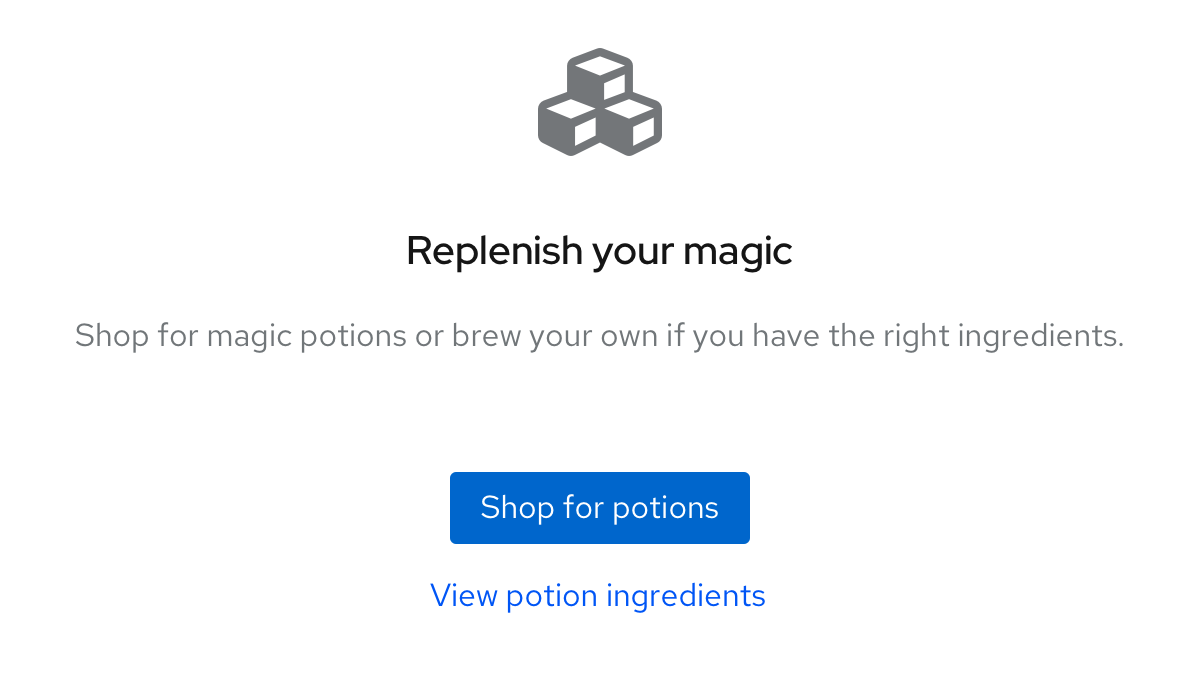 Replenish your magic
Shop for magic potions or brew your own if you have the right ingredients.
Shop for potions
View potion ingredients